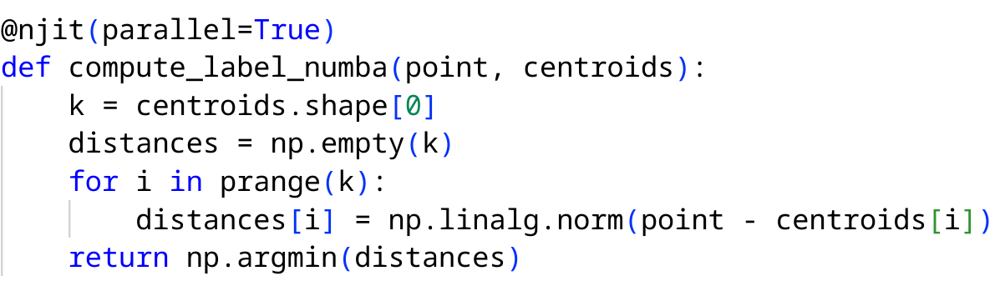 @njit(parallel=True)
def compute_label_numba(point, centroids):
    k = centroids.shape[0]
    distances = np.empty(k)
    for i in prange(k):
        distances[i] = np.linalg.norm(point - centroids[i])
    return np.argmin(distances)